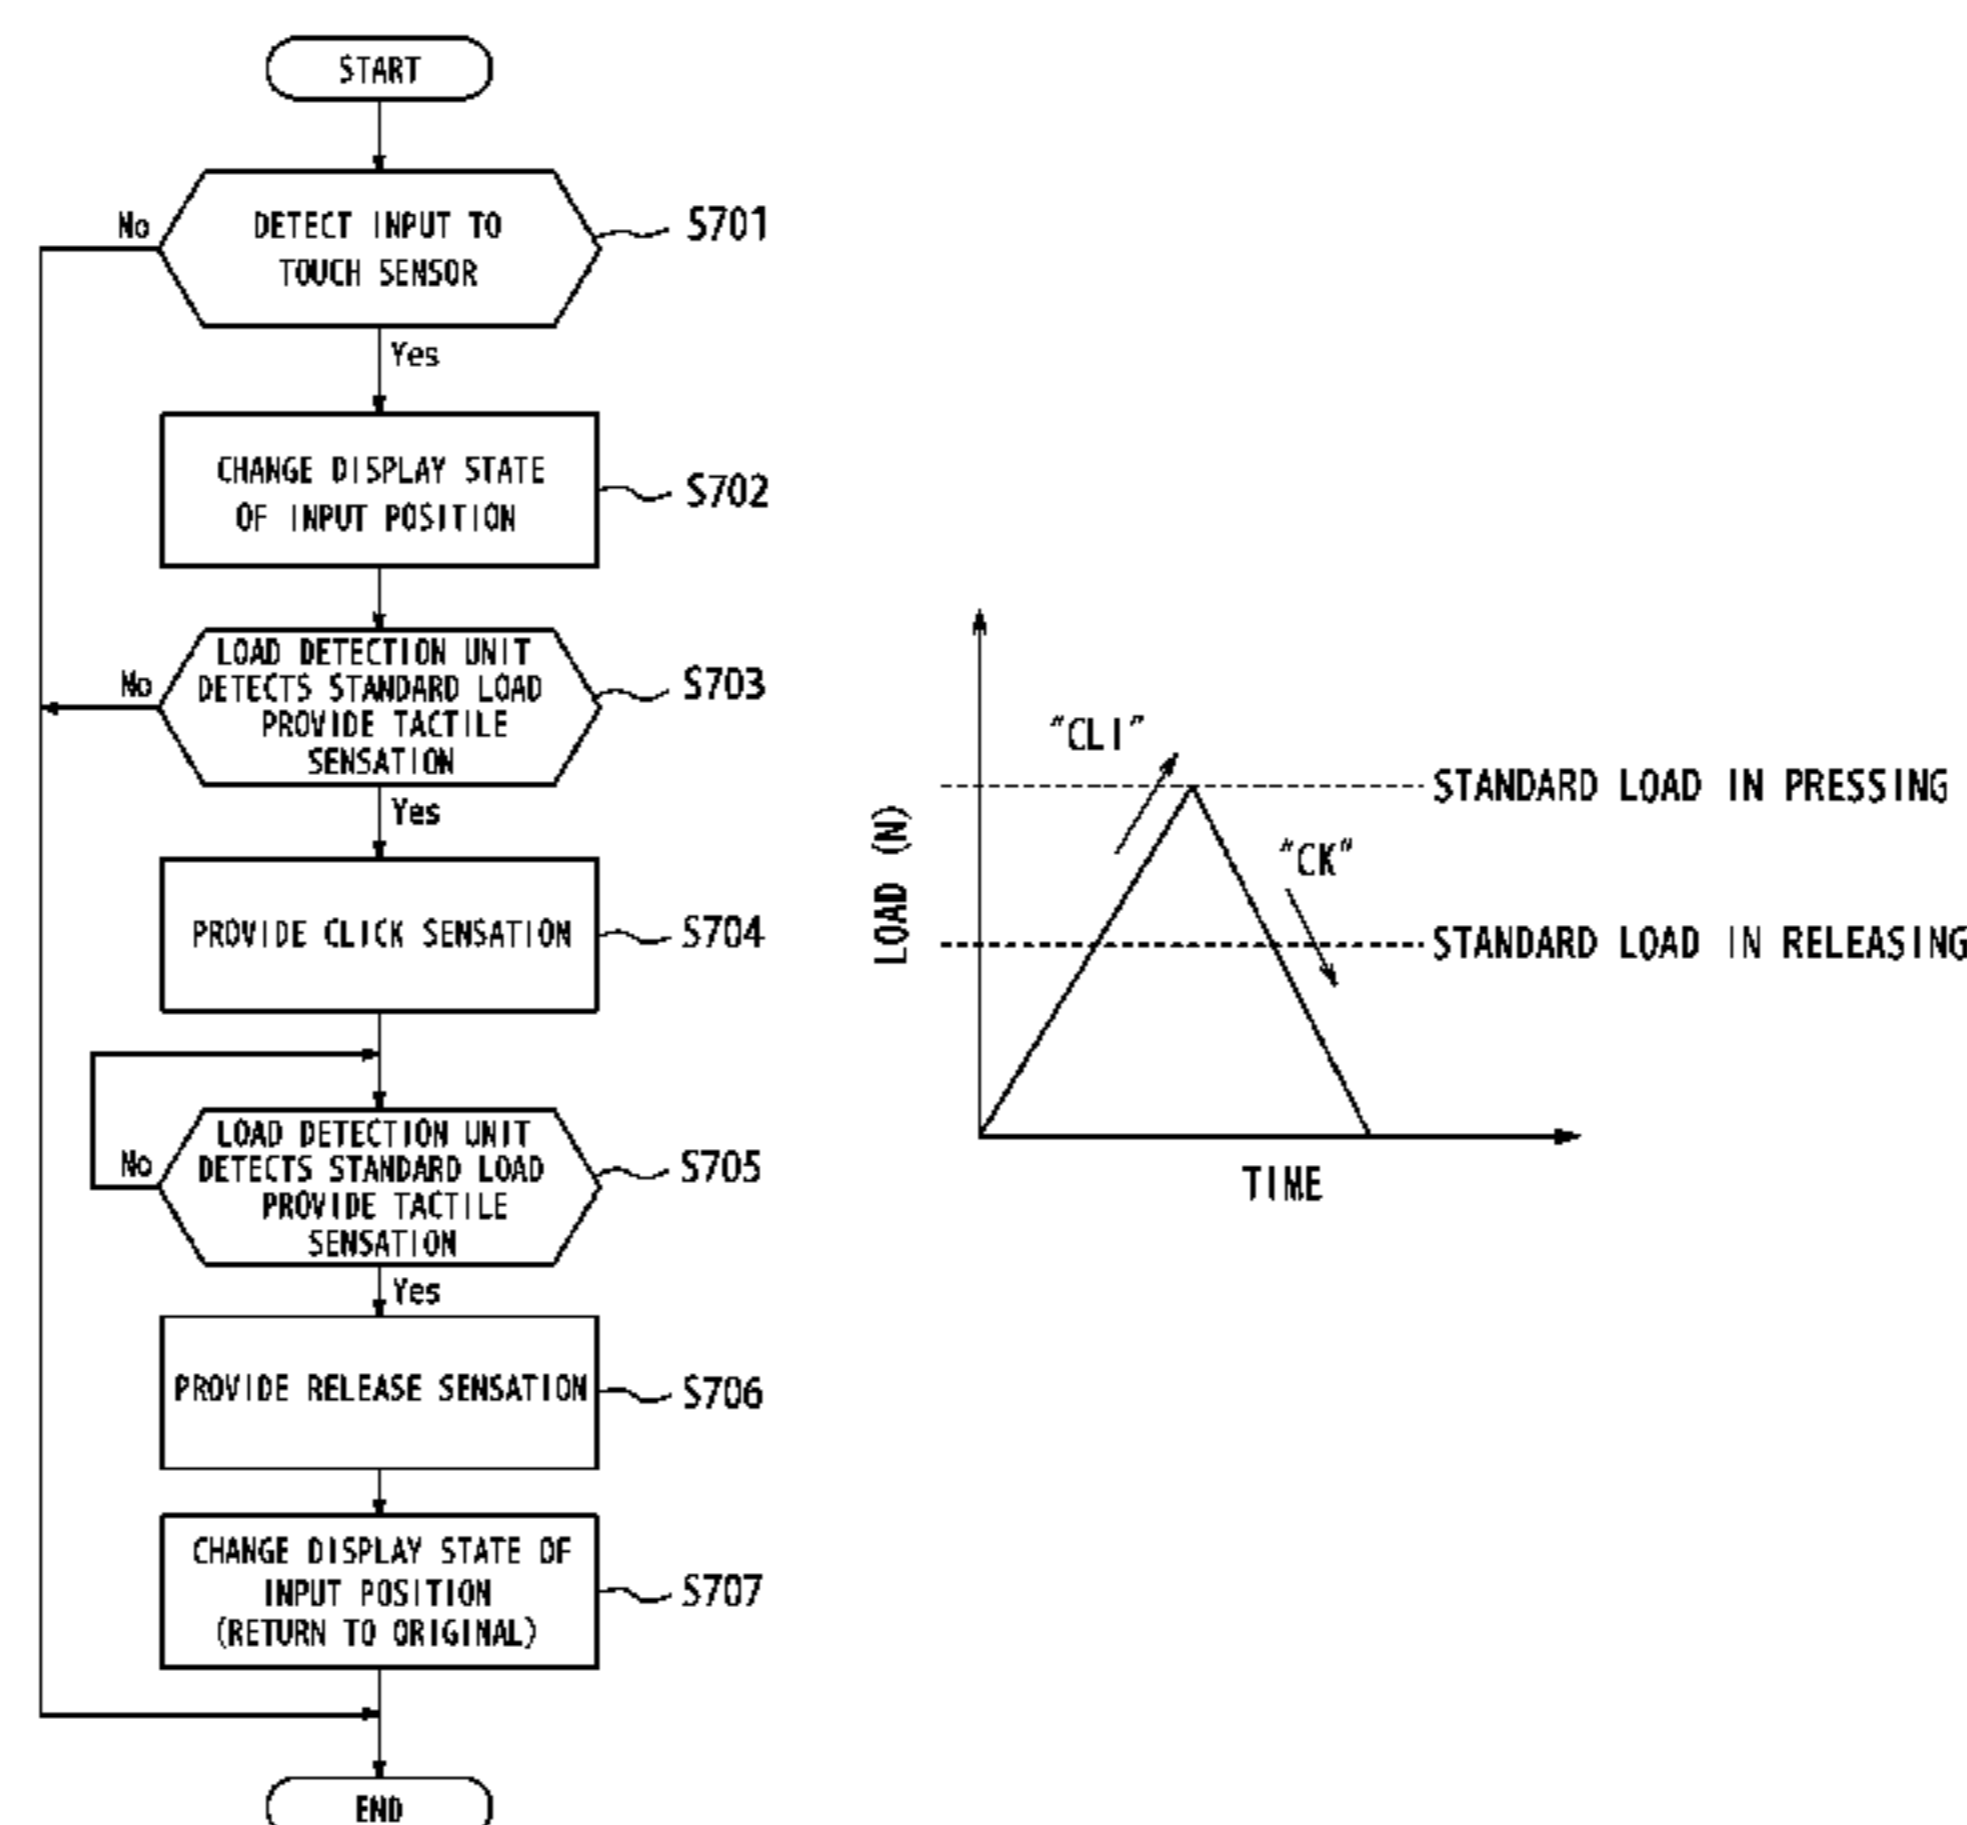 START
No
DETECT INPUT TO
TOUCH SENSOR
S701
Yes
CHANGE DISPLAY STATE
OF INPUT POSITION
S702
No
LOAD DETECTION UNIT
DETECTS STANDARD LOAD
PROVIDE TACTILE
SENSATION
S703
Yes
PROVIDE CLICK SENSATION
S704
No
LOAD DETECTION UNIT
DETECTS STANDARD LOAD
PROVIDE TACTILE
SENSATION
S705
Yes
PROVIDE RELEASE SENSATION
S706
CHANGE DISPLAY STATE OF
INPUT POSITION
(RETURN TO ORIGINAL)
S707
END
LOAD (N)
"CLI"
STANDARD LOAD IN PRESSING
"CK"
STANDARD LOAD IN RELEASING
TIME